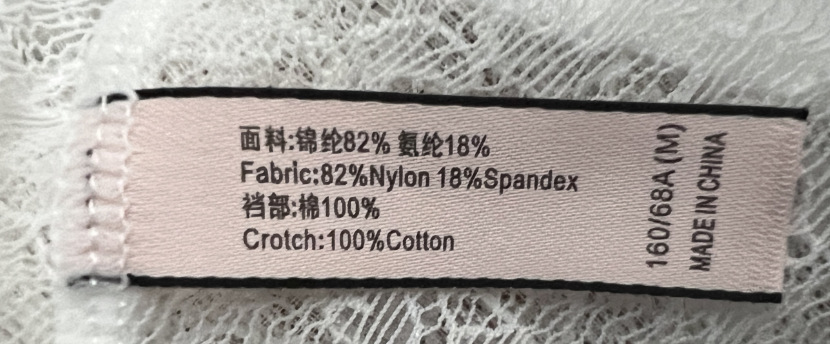 面料:锦纶82% 氨纶18%
Fabric:82%Nylon 18%Spandex
裆部:棉100%
Crotch:100%Cotton
160/68A (M)
MADE IN CHINA